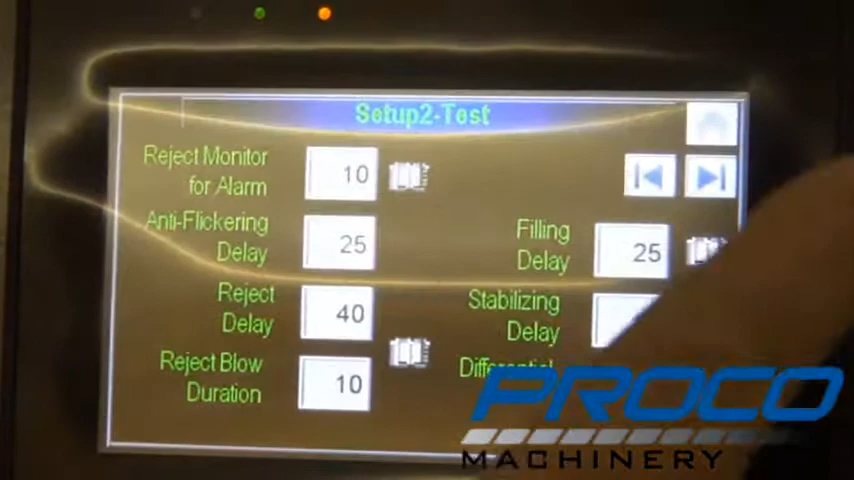 Setup2-Test
Reject Monitor
for Alarm
10
Anti-Flickering
Delay
25
Reject
Delay
40
Reject Blow
Duration
10
Filling
Delay
25
Stabilizing
Delay
Differential
PROCO
MACHINERY